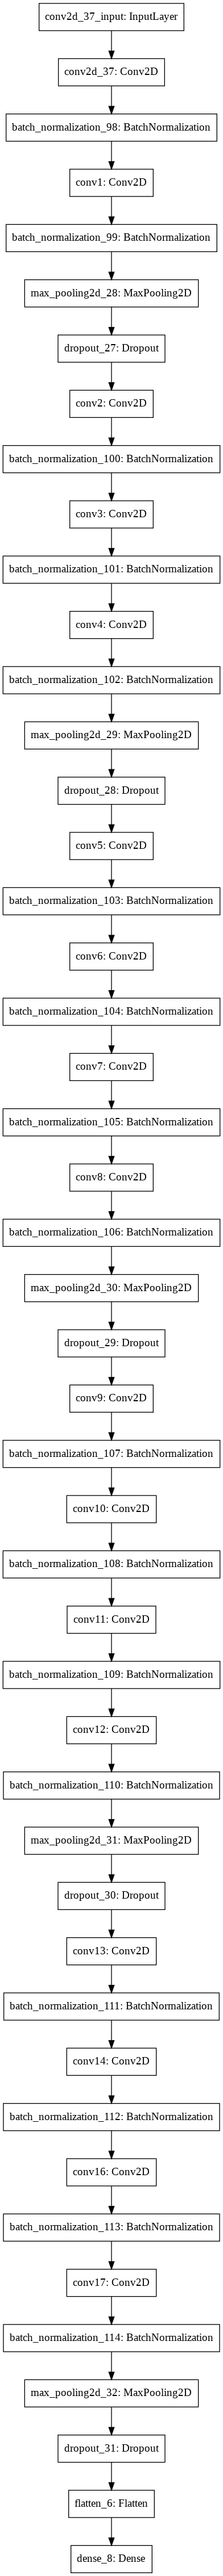 conv2d_37_input: InputLayer
conv2d_37: Conv2D
batch_normalization_98: BatchNormalization
conv1: Conv2D
batch_normalization_99: BatchNormalization
max_pooling2d_28: MaxPooling2D
dropout_27: Dropout
conv2: Conv2D
batch_normalization_100: BatchNormalization
conv3: Conv2D
batch_normalization_101: BatchNormalization
conv4: Conv2D
batch_normalization_102: BatchNormalization
max_pooling2d_29: MaxPooling2D
dropout_28: Dropout
conv5: Conv2D
batch_normalization_103: BatchNormalization
conv6: Conv2D
batch_normalization_104: BatchNormalization
conv7: Conv2D
batch_normalization_105: BatchNormalization
conv8: Conv2D
batch_normalization_106: BatchNormalization
max_pooling2d_30: MaxPooling2D
dropout_29: Dropout
conv9: Conv2D
batch_normalization_107: BatchNormalization
conv10: Conv2D
batch_normalization_108: BatchNormalization
conv11: Conv2D
batch_normalization_109: BatchNormalization
conv12: Conv2D
batch_normalization_110: BatchNormalization
max_pooling2d_31: MaxPooling2D
dropout_30: Dropout
conv13: Conv2D
batch_normalization_111: BatchNormalization
conv14: Conv2D
batch_normalization_112: BatchNormalization
conv16: Conv2D
batch_normalization_113: BatchNormalization
conv17: Conv2D
batch_normalization_114: BatchNormalization
max_pooling2d_32: MaxPooling2D
dropout_31: Dropout
flatten_6: Flatten
dense_8: Dense